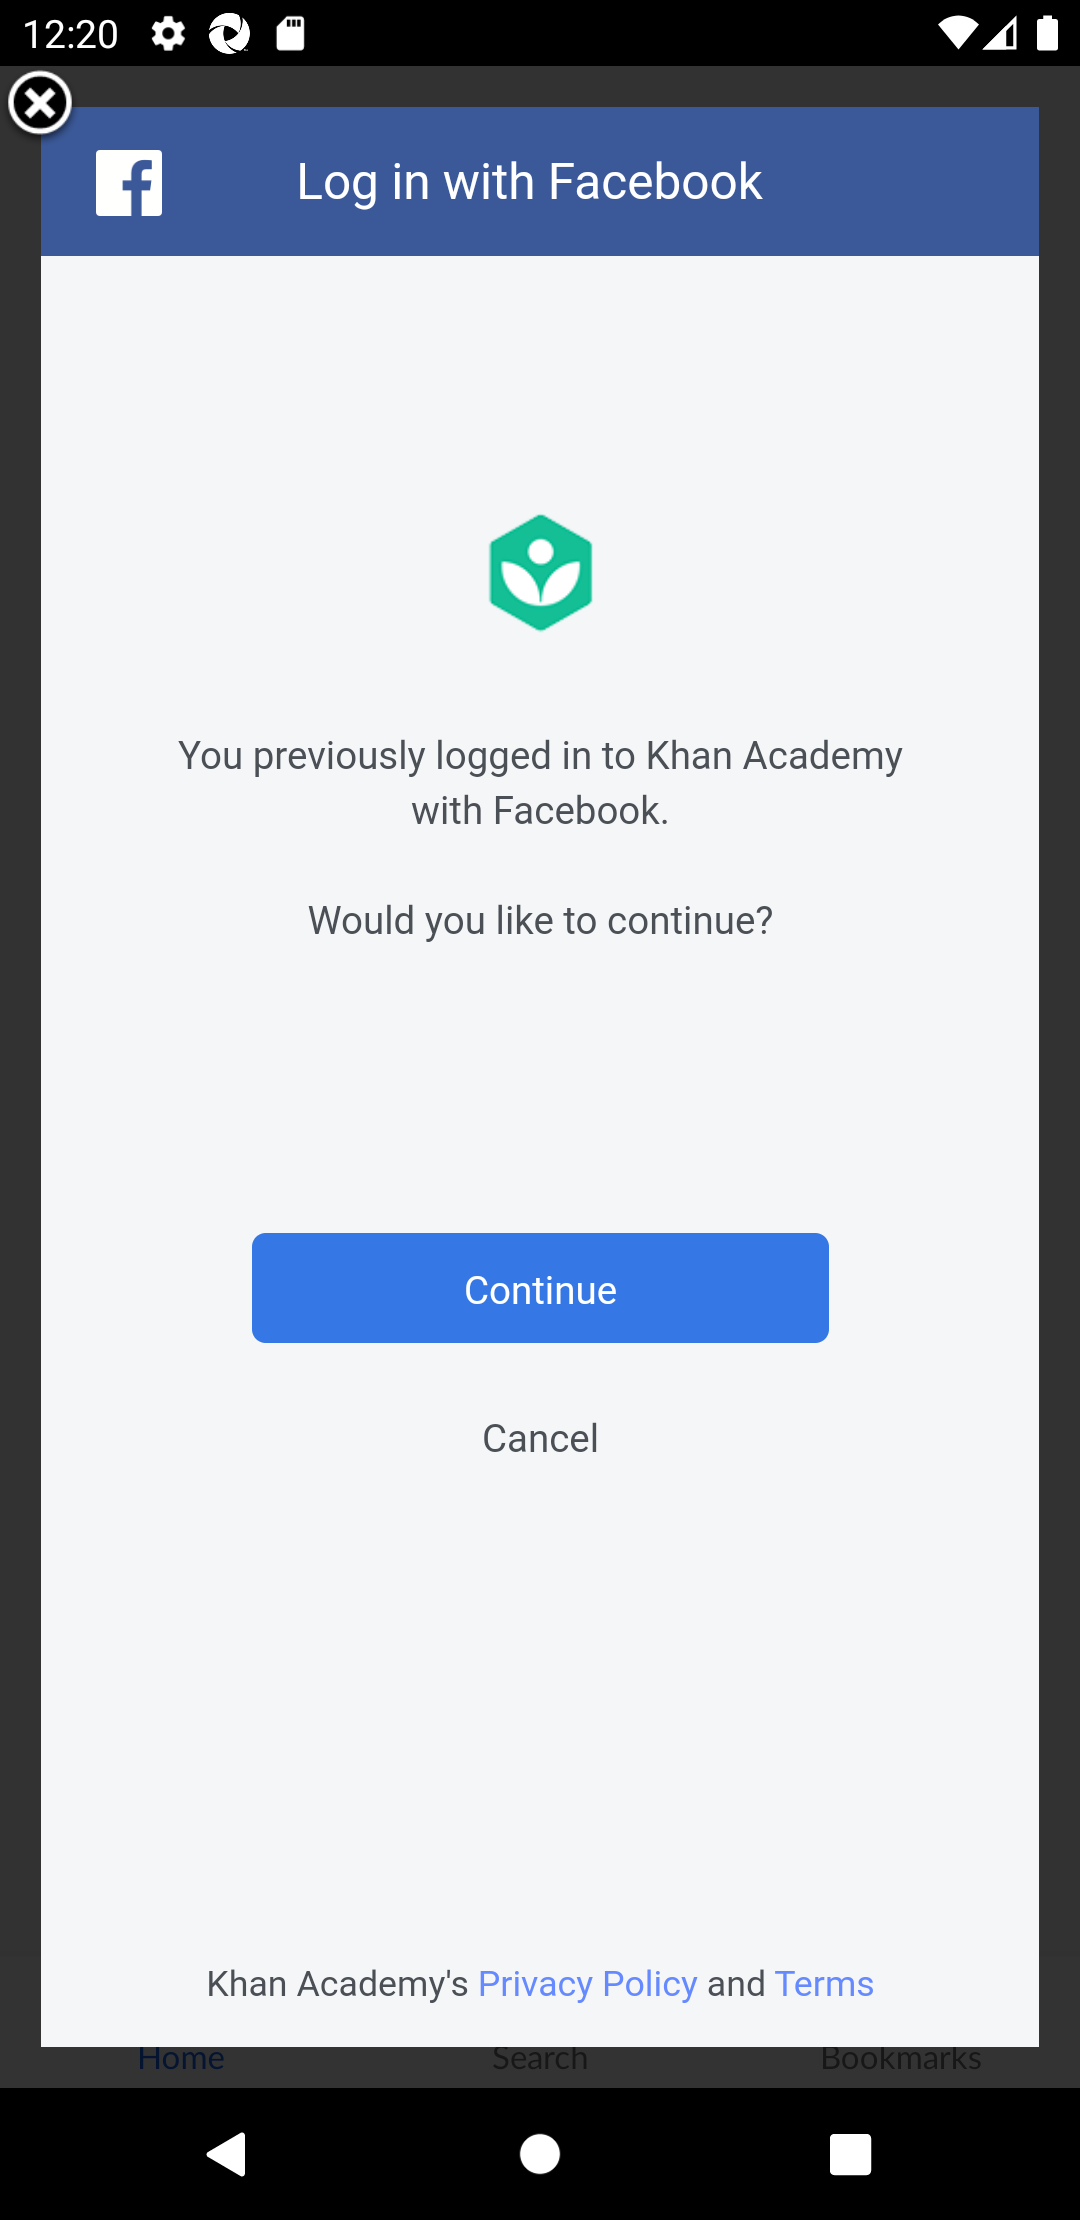 12:20
Log in with Facebook
You previously logged in to Khan Academy
with Facebook.
Would you like to continue?
Continue
Cancel
Khan Academy's Privacy Policy and Terms
Home Search Bookmarks